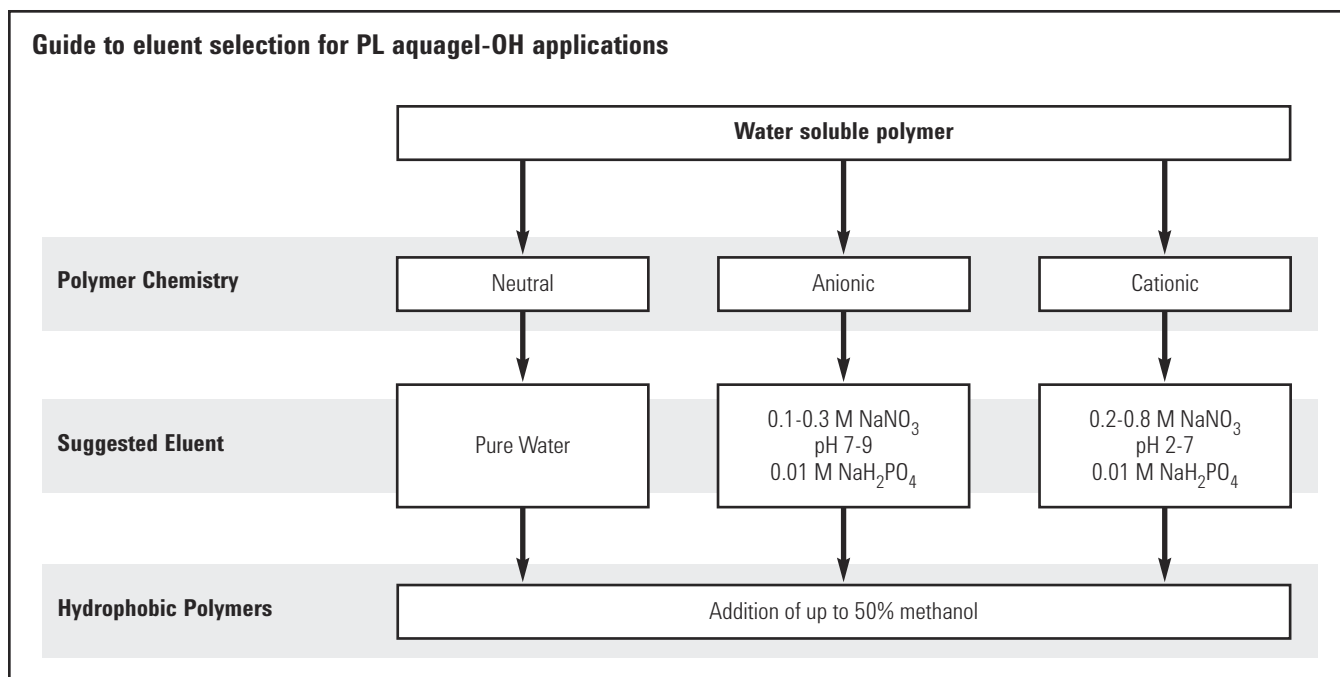 Guide to eluent selection for PL aquagel-OH applications
Water soluble polymer
Polymer Chemistry
Neutral
Anionic
Cationic
Suggested Eluent
Pure Water
0.1-0.3 M NaNO₃
pH 7-9
0.01 M NaH₂PO₄
0.2-0.8 M NaNO₃
pH 2-7
0.01 M NaH₂PO₄
Hydrophobic Polymers
Addition of up to 50% methanol